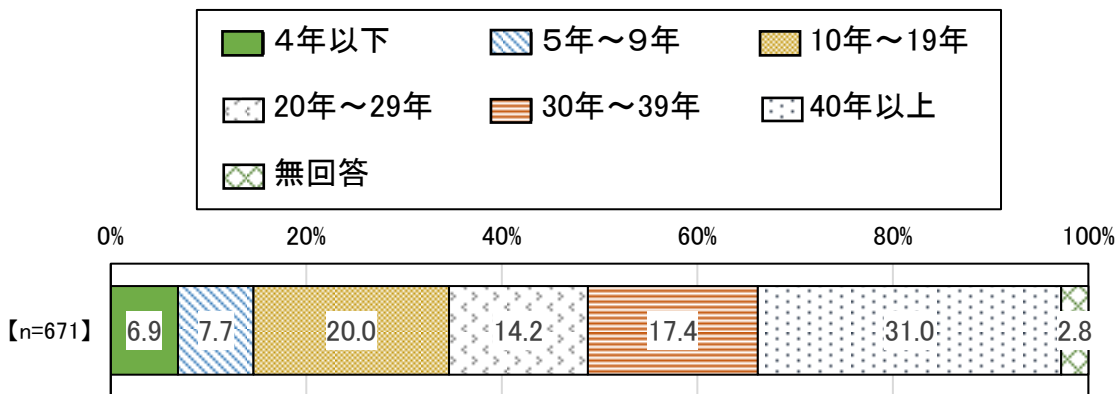 ４年以下 ５年～９年 10年～19年
20年～29年 30年～39年 40年以上
無回答
0% 20% 40% 60% 80% 100%
【n=671】 6.9 7.7 20.0 14.2 17.4 31.0 2.8